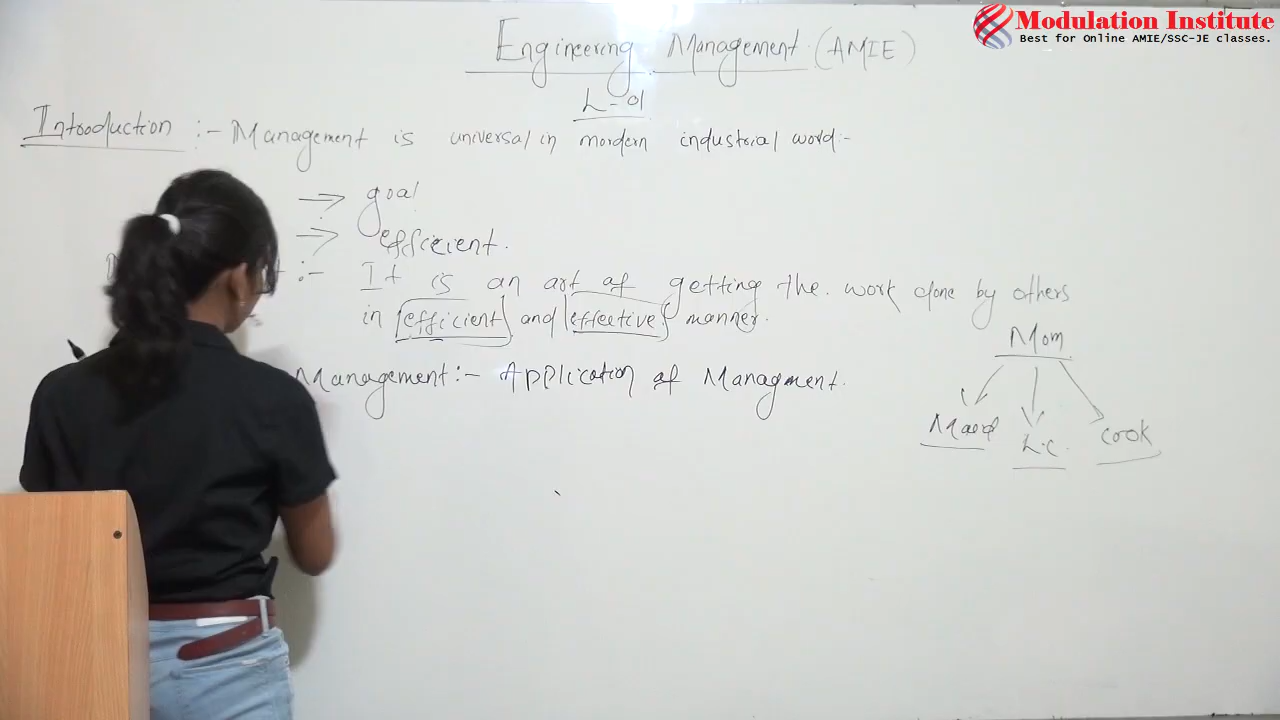 Modulation Institute
Best for Online AMIE/SSC-JE classes.
Engineering Management (AMIE)
L-01
Introduction :- Management is universal in mordern industrial world:-
→ goal
→ efficient.
:- It is an art of getting the work done by others
in efficient and effective manner.
Management:- Application of Managment.
Mom
Maid L.C. Cook